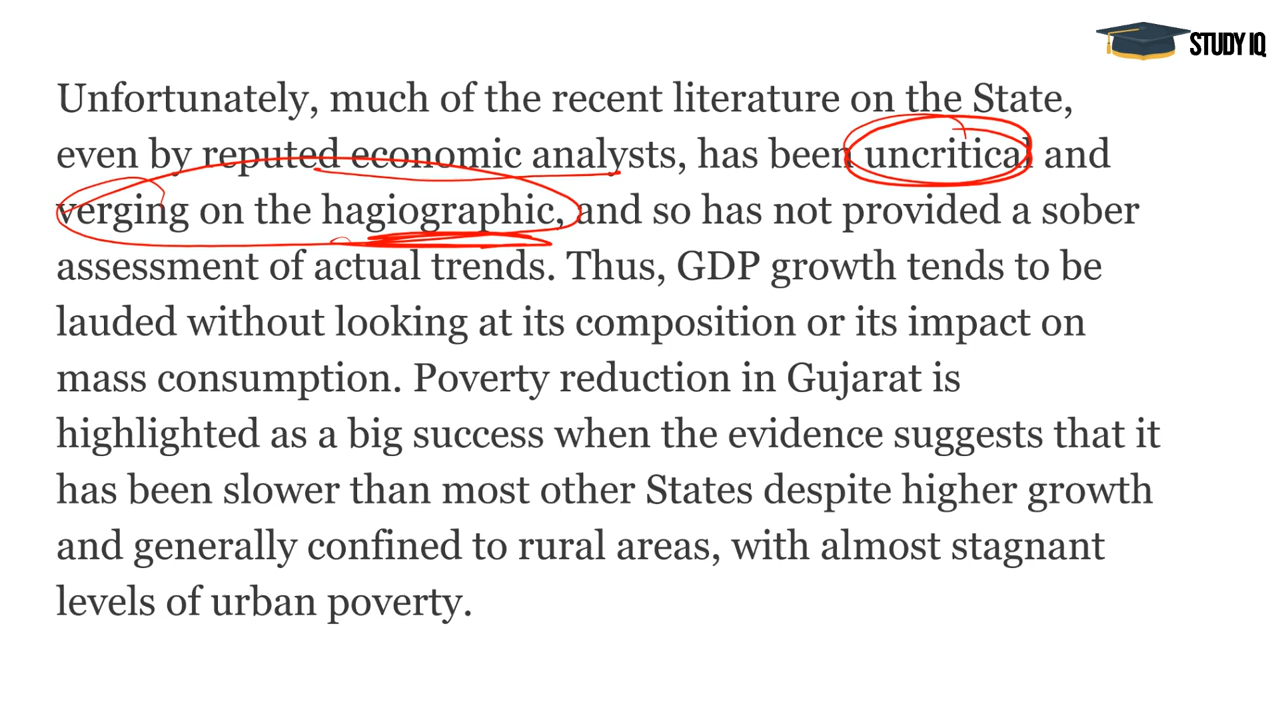 STUDY IQ
Unfortunately, much of the recent literature on the State,
even by reputed economic analysts, has been uncritical and
verging on the hagiographic, and so has not provided a sober
assessment of actual trends. Thus, GDP growth tends to be
lauded without looking at its composition or its impact on
mass consumption. Poverty reduction in Gujarat is
highlighted as a big success when the evidence suggests that it
has been slower than most other States despite higher growth
and generally confined to rural areas, with almost stagnant
levels of urban poverty.